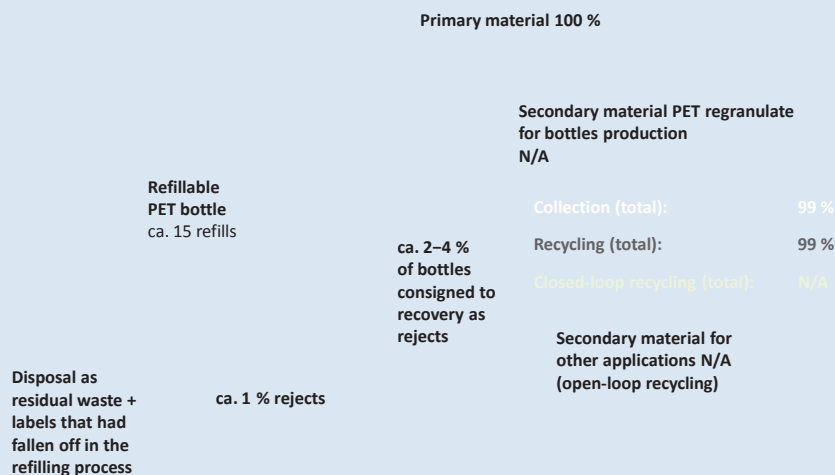 Primary material 100 %
Secondary material PET regranulate
for bottles production
N/A
Refillable
PET bottle
ca. 15 refills
Collection (total): 99 %
Recycling (total): 99 %
Closed-loop recycling (total): N/A
ca. 2–4 %
of bottles
consigned to
recovery as
rejects
Secondary material for
other applications N/A
(open-loop recycling)
Disposal as
residual waste +
labels that had
fallen off in the
refilling process
ca. 1 % rejects